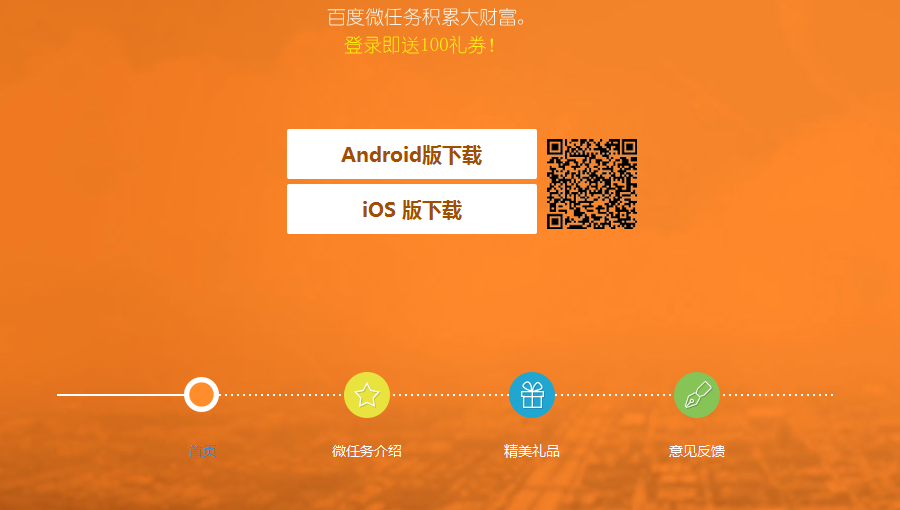 百度微任务积累大财富。
登录即送100礼券！
Android版下载
iOS 版下载
首页
微任务介绍
精美礼品
意见反馈